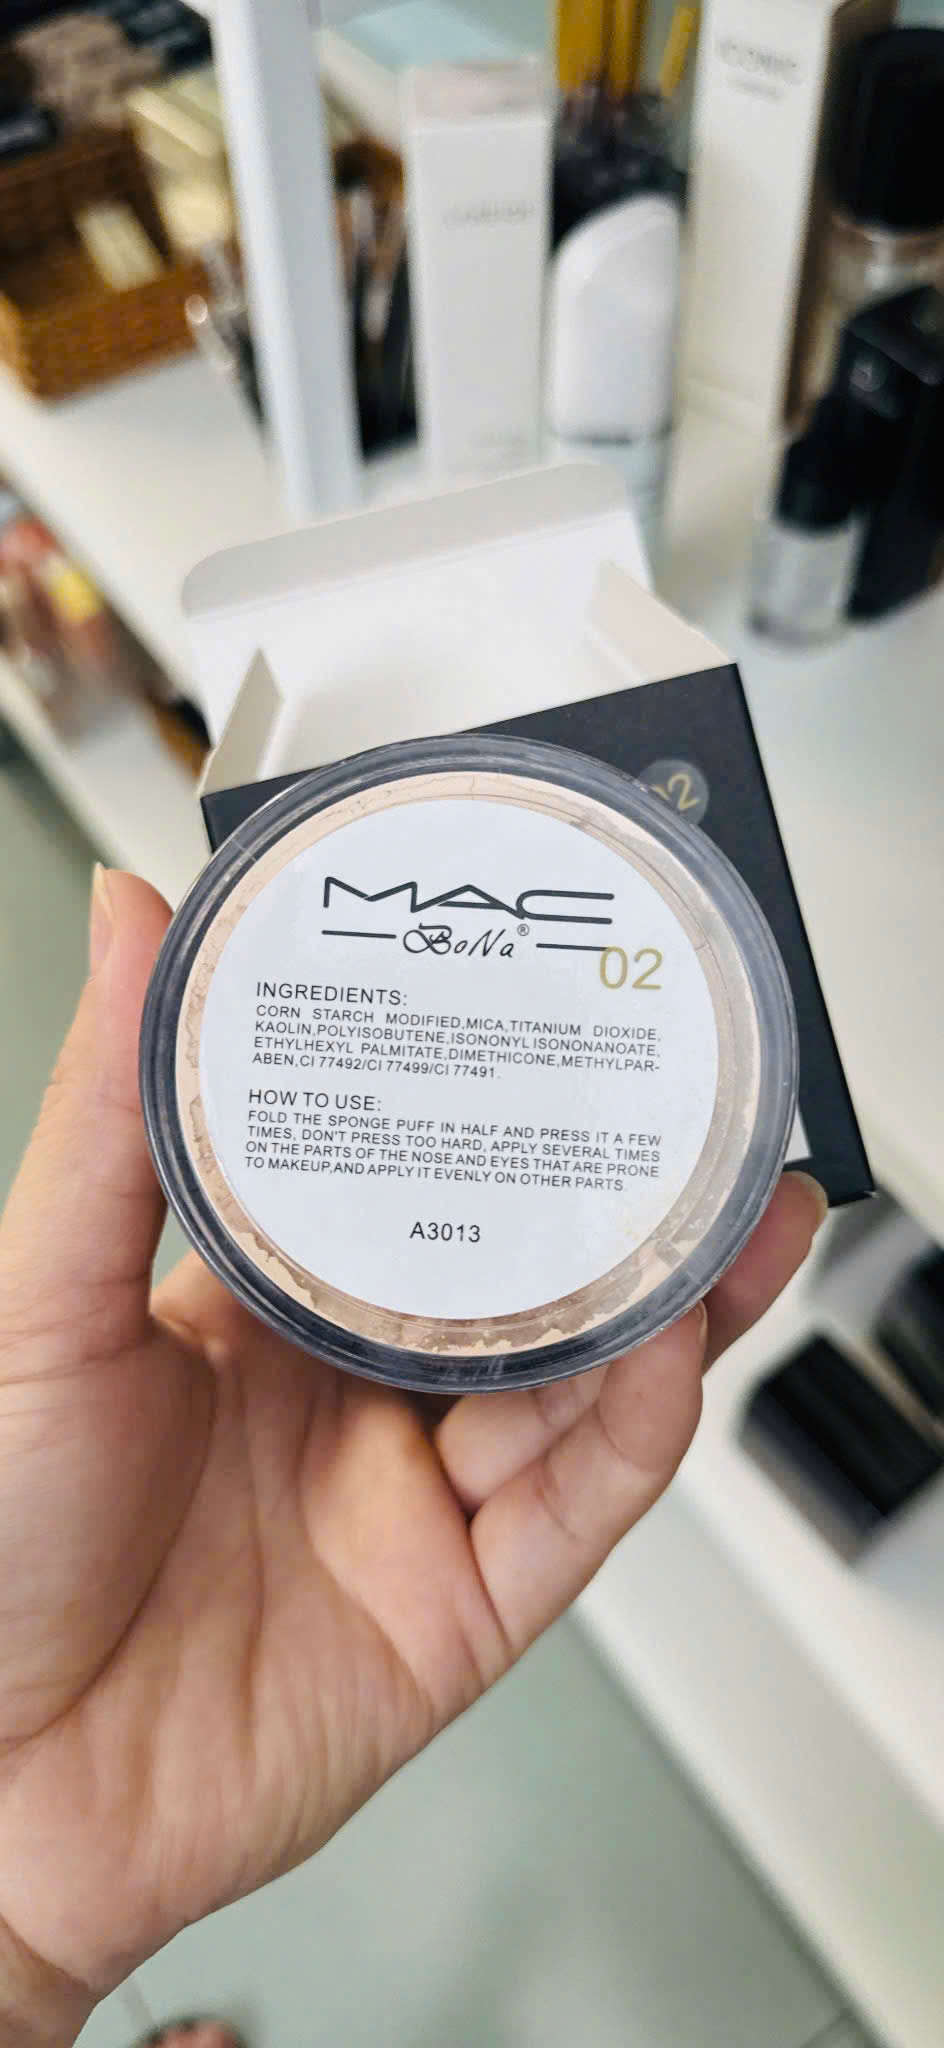 ICONIC
02
MAC
BoNa®
02
INGREDIENTS:
CORN STARCH MODIFIED,MICA,TITANIUM DIOXIDE,
KAOLIN,POLYISOBUTENE,ISONONYL ISONONANOATE,
ETHYLHEXYL PALMITATE,DIMETHICONE,METHYLPAR-
ABEN,CI 77492/CI 77499/CI 77491.
HOW TO USE:
FOLD THE SPONGE PUFF IN HALF AND PRESS IT A FEW
TIMES, DON'T PRESS TOO HARD, APPLY SEVERAL TIMES
ON THE PARTS OF THE NOSE AND EYES THAT ARE PRONE
TO MAKEUP,AND APPLY IT EVENLY ON OTHER PARTS.
A3013